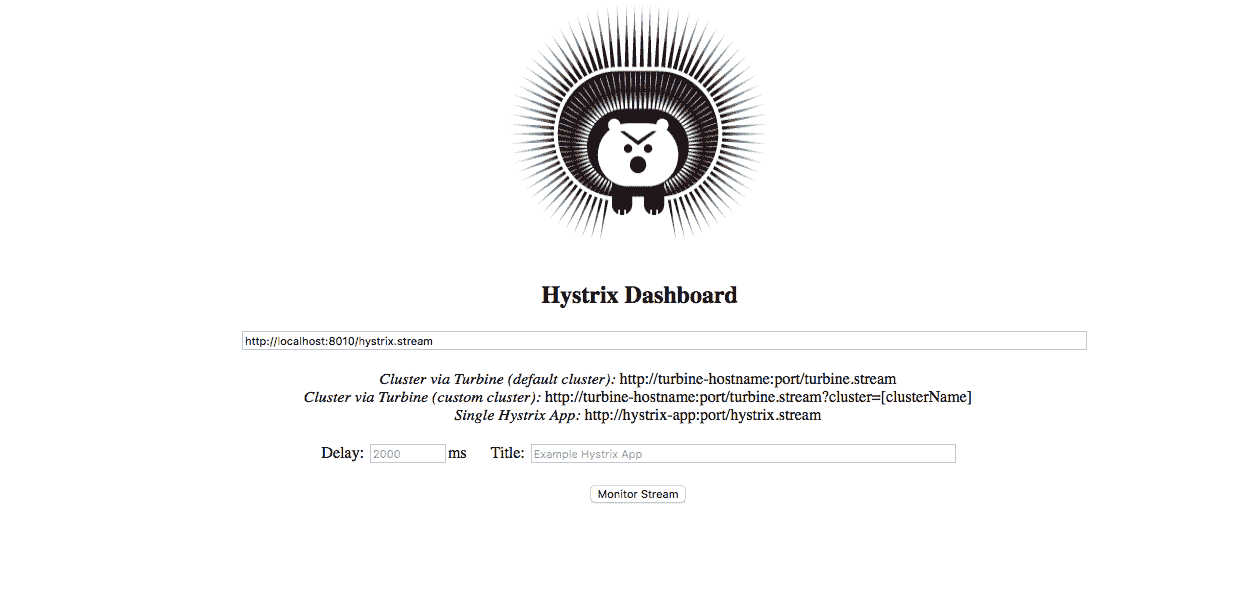 Hystrix Dashboard
http://localhost:8010/hystrix.stream
Cluster via Turbine (default cluster): http://turbine-hostname:port/turbine.stream
Cluster via Turbine (custom cluster): http://turbine-hostname:port/turbine.stream?cluster=[clusterName]
Single Hystrix App: http://hystrix-app:port/hystrix.stream
Delay: 2000 ms Title: Example Hystrix App
Monitor Stream